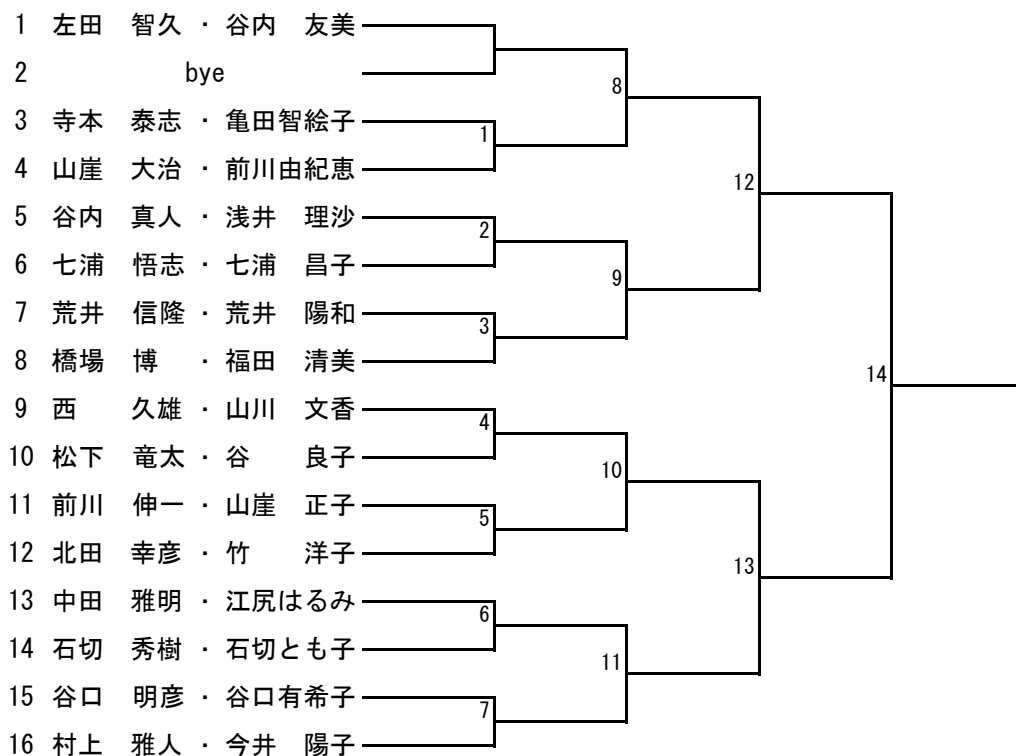 1 左田 智久 · 谷内 友美
2 bye
8
3 寺本 泰志 · 亀田智絵子
1
4 山崖 大治 · 前川由紀恵
12
5 谷内 真人 · 浅井 理沙
2
6 七浦 悟志 · 七浦 昌子
9
7 荒井 信隆 · 荒井 陽和
3
8 橋場 博 · 福田 清美
14
9 西 久雄 · 山川 文香
4
10 松下 竜太 · 谷 良子
10
11 前川 伸一 · 山崖 正子
5
12 北田 幸彦 · 竹 洋子
13
13 中田 雅明 · 江尻はるみ
6
14 石切 秀樹 · 石切とも子
11
15 谷口 明彦 · 谷口有希子
7
16 村上 雅人 · 今井 陽子